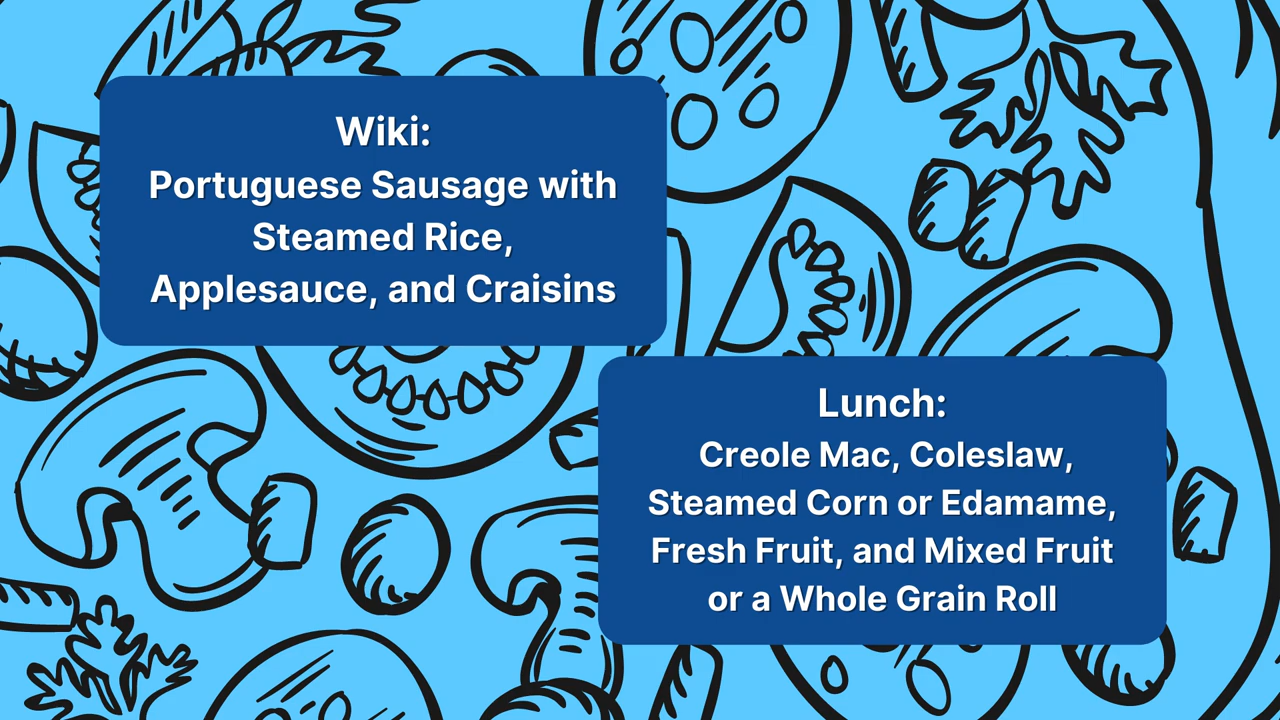 Wiki:
Portuguese Sausage with
Steamed Rice,
Applesauce, and Craisins
Lunch:
Creole Mac, Coleslaw,
Steamed Corn or Edamame,
Fresh Fruit, and Mixed Fruit
or a Whole Grain Roll